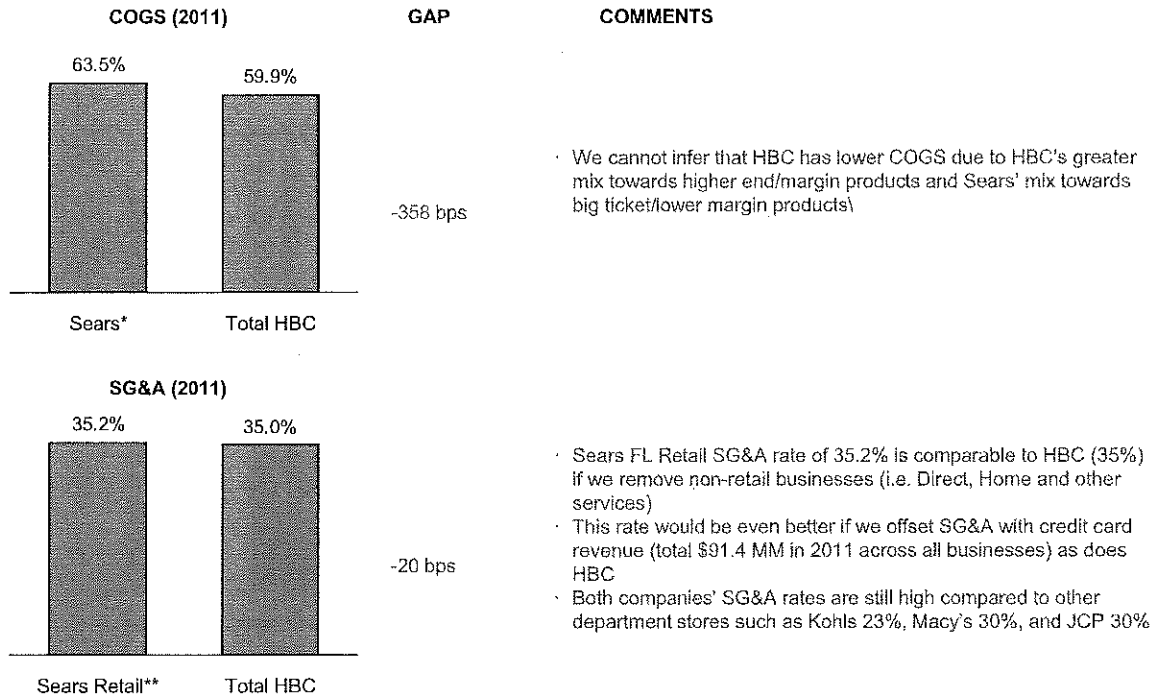 COGS (2011) GAP COMMENTS
63.5%
59.9%
-358 bps
· We cannot infer that HBC has lower COGS due to HBC's greater
mix towards higher end/margin products and Sears' mix towards
big ticket/lower margin products\
Sears* Total HBC
SG&A (2011)
35.2% 35.0%
-20 bps
· Sears FL Retail SG&A rate of 35.2% is comparable to HBC (35%)
if we remove non-retail businesses (i.e. Direct, Home and other
services)
· This rate would be even better if we offset SG&A with credit card
revenue (total $91.4 MM in 2011 across all businesses) as does
HBC
· Both companies' SG&A rates are still high compared to other
department stores such as Kohls 23%, Macy's 30%, and JCP 30%
Sears Retail** Total HBC